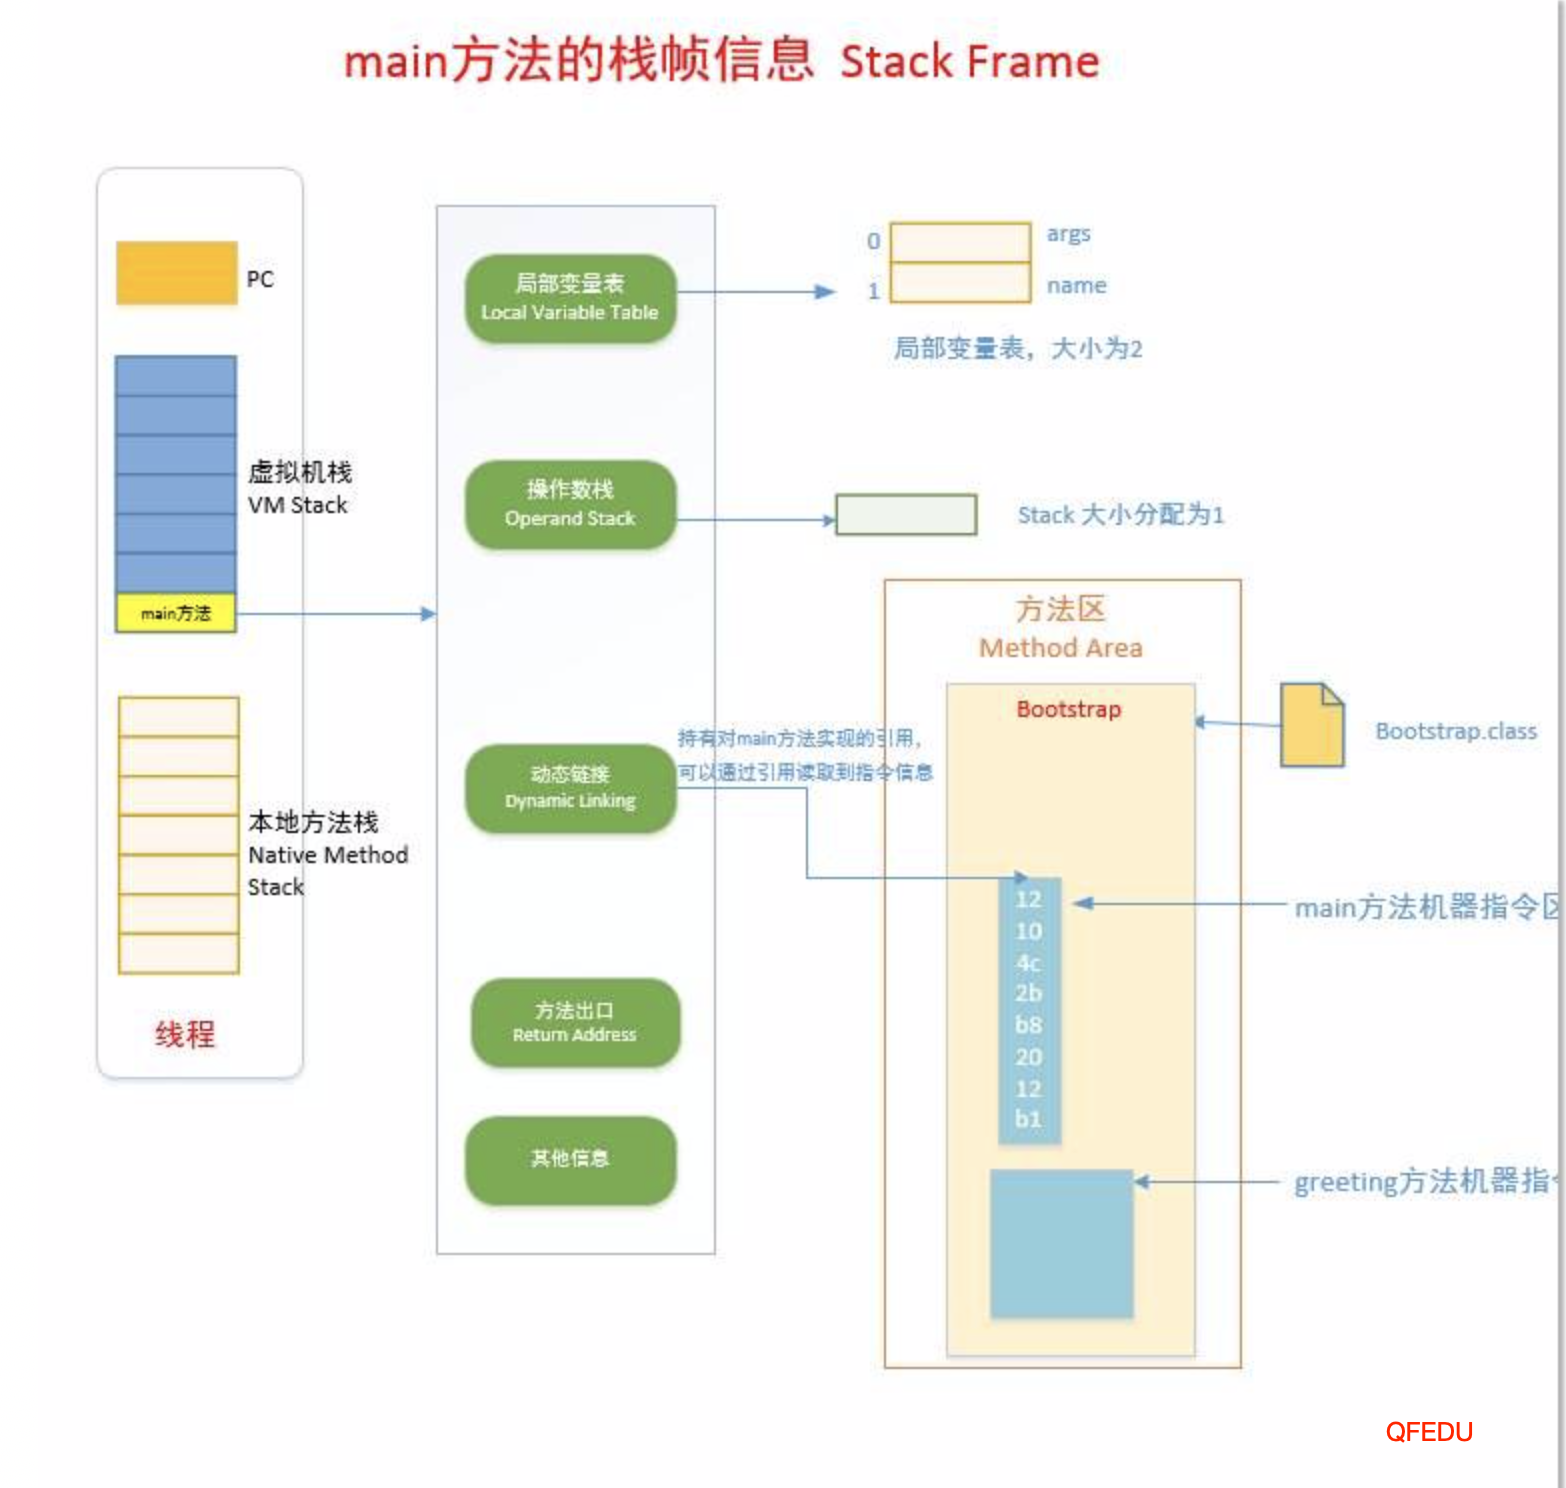 main方法的栈帧信息 Stack Frame
PC
虚拟机栈
VM Stack
main方法
本地方法栈
Native Method
Stack
线程
局部变量表
Local Variable Table
操作数栈
Operand Stack
动态链接
Dynamic Linking
方法出口
Return Address
其他信息
0
args
1
name
局部变量表，大小为2
Stack 大小分配为1
持有对main方法实现的引用，
可以通过引用读取到指令信息
方法区
Method Area
Bootstrap
Bootstrap.class
12
10
4c
2b
b8
20
12
b1
main方法机器指令区
greeting方法机器指
QFEDU